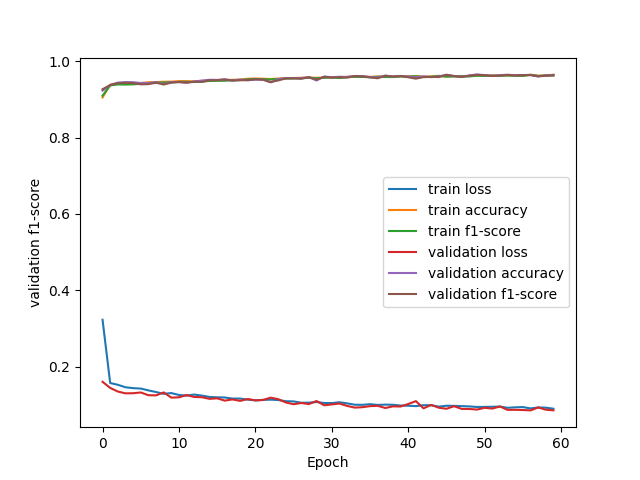 1.0
0.8
0.6
0.4
0.2
validation f1-score
train loss
train accuracy
train f1-score
validation loss
validation accuracy
validation f1-score
0 10 20 30 40 50 60
Epoch